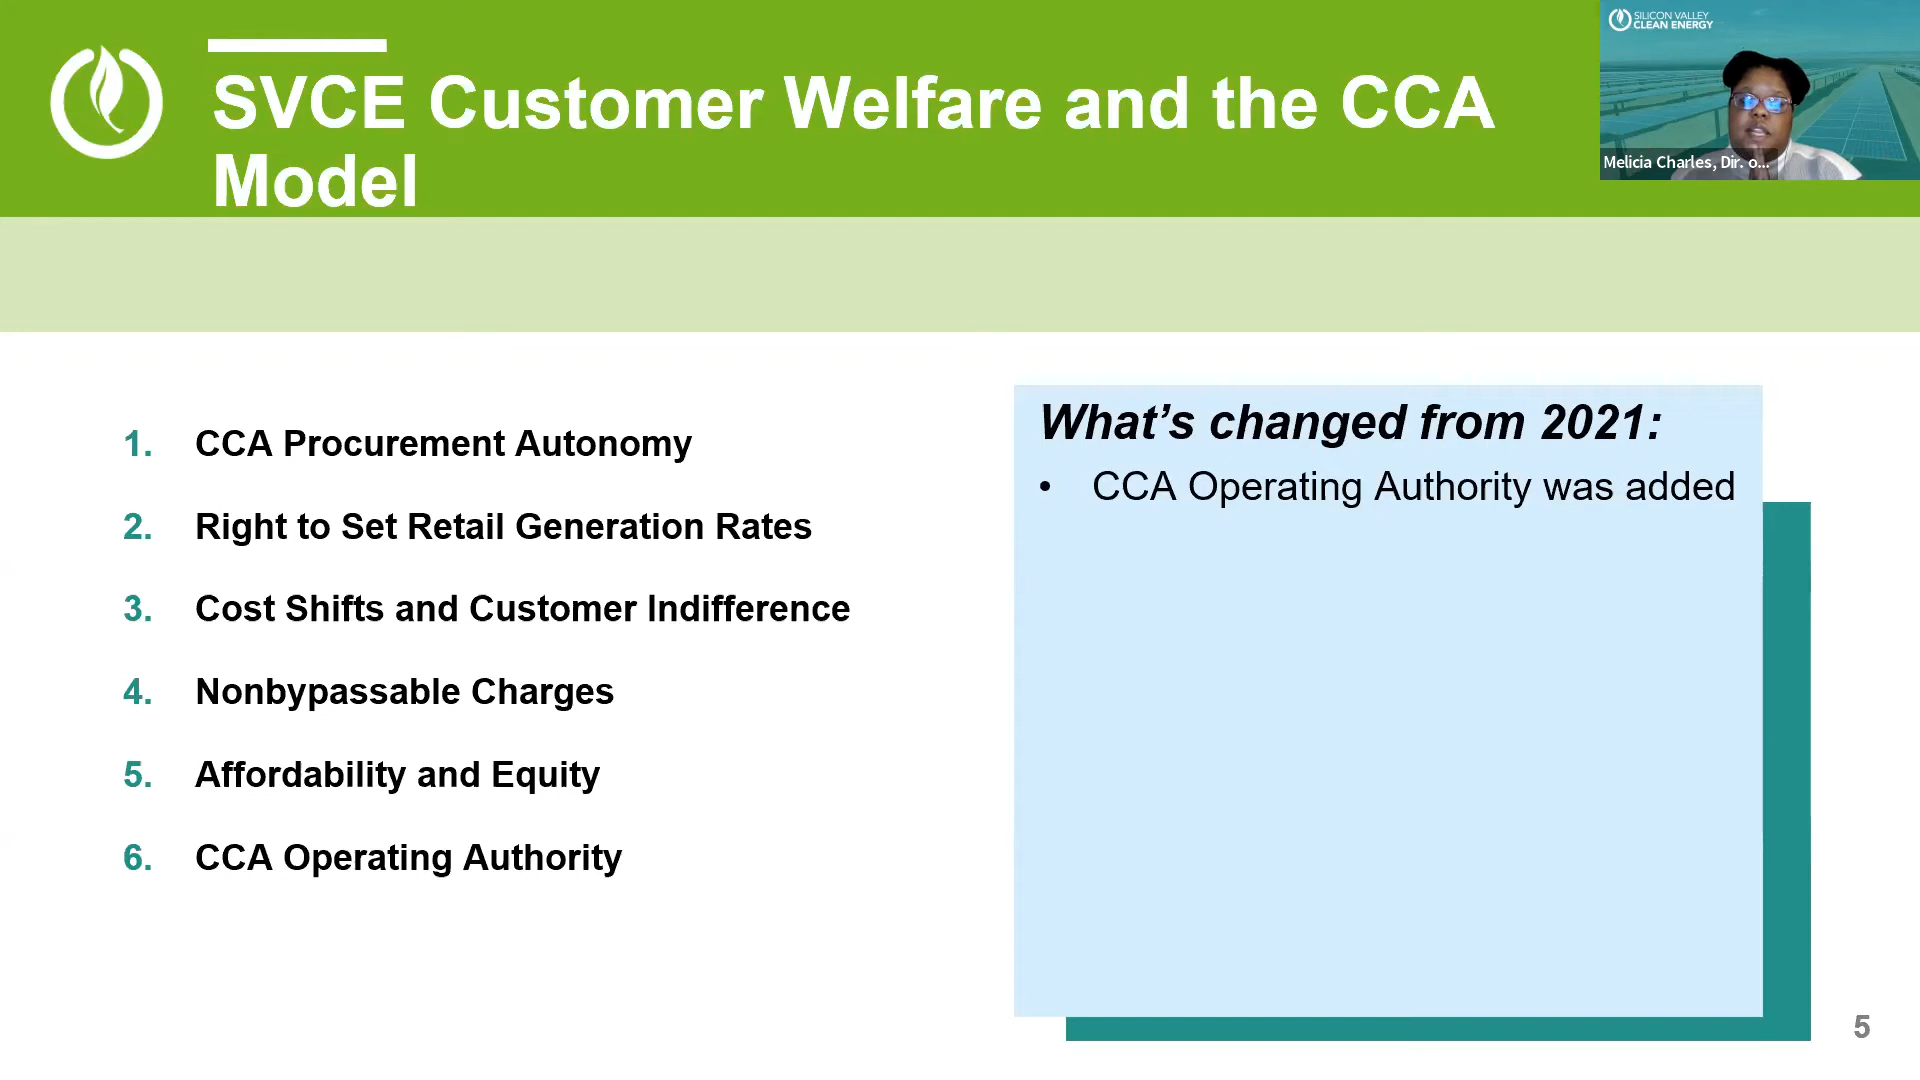 SVCE Customer Welfare and the CCA
Model
SILICON VALLEY
CLEAN ENERGY
Melicia Charles, Dir. o...
1. CCA Procurement Autonomy
2. Right to Set Retail Generation Rates
3. Cost Shifts and Customer Indifference
4. Nonbypassable Charges
5. Affordability and Equity
6. CCA Operating Authority
What’s changed from 2021:
• CCA Operating Authority was added
5